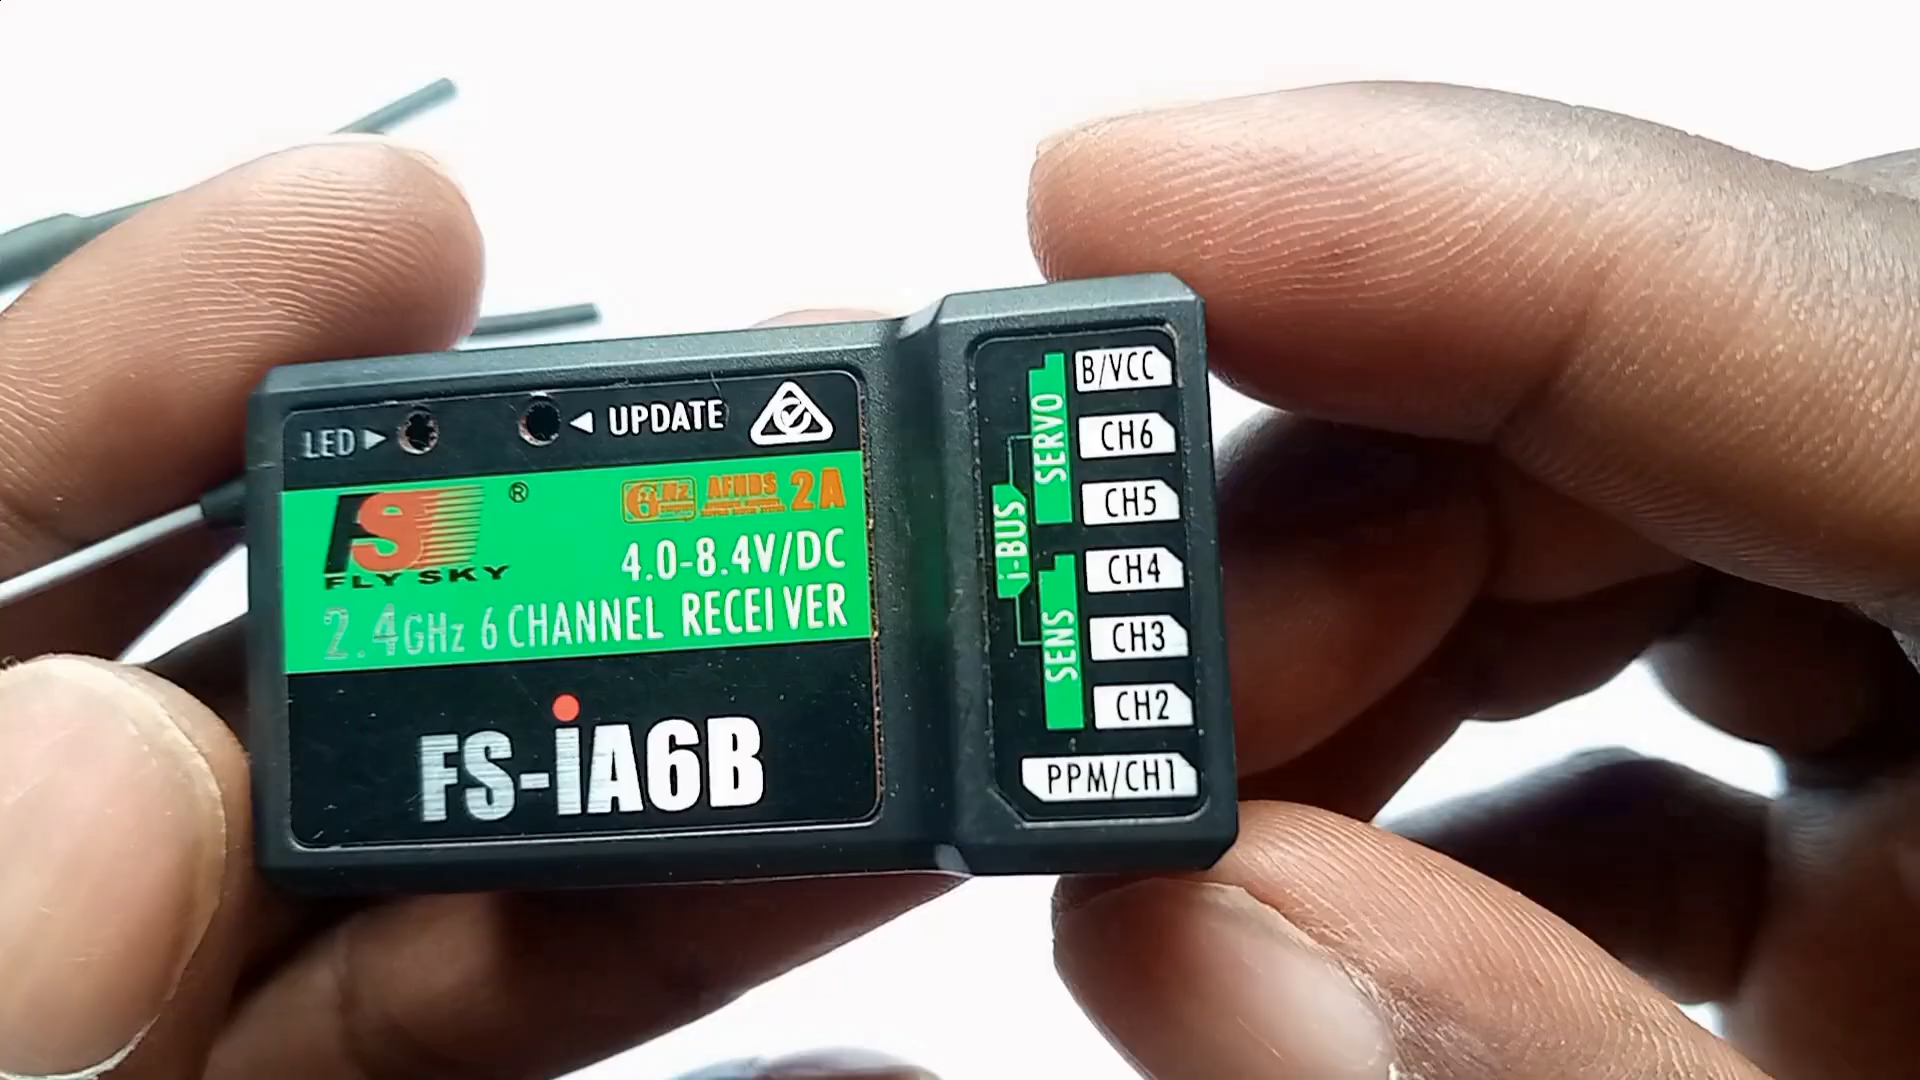 LED
UPDATE
FS ®
FLY SKY
AFHDS 2A
4.0-8.4V/DC
2.4GHz 6 CHANNEL RECEIVER
FS-iA6B
i-BUS
SERVO
SENS
B/VCC
CH6
CH5
CH4
CH3
CH2
PPM/CH1